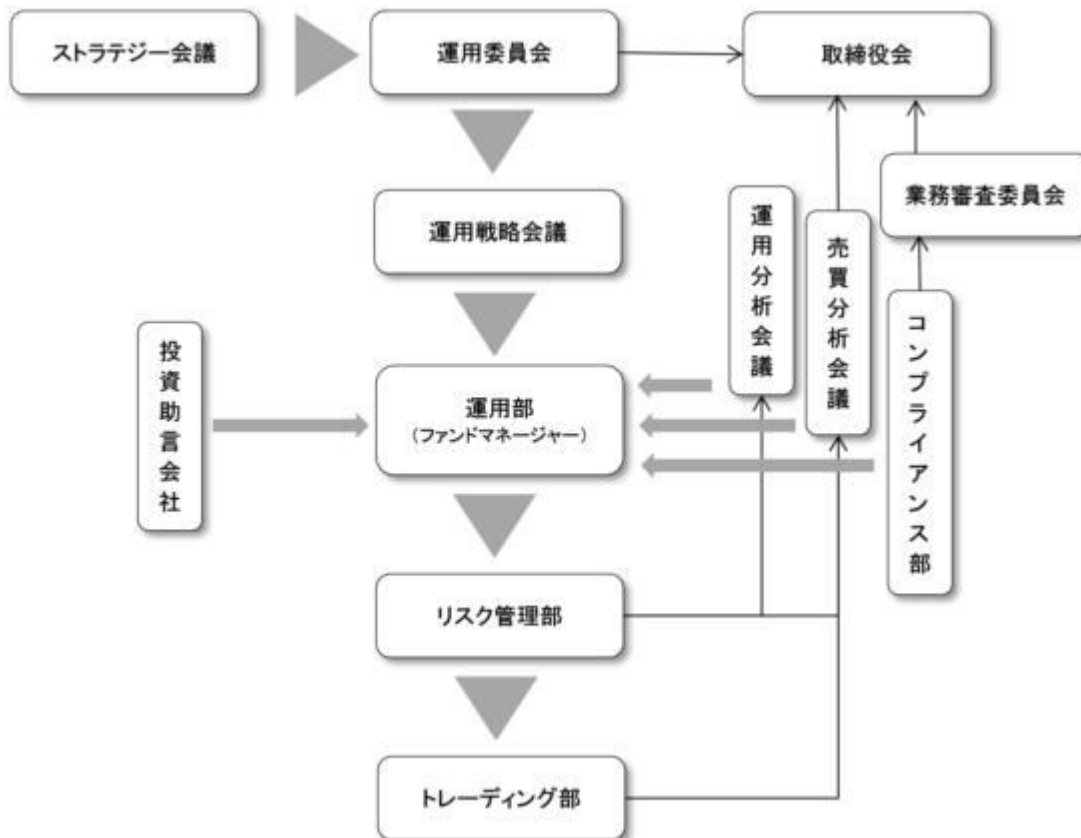 ストラテジー会議
運用委員会
取締役会
業務審査委員会
運用戦略会議
運用分析会議
売買分析会議
コンプライアンス部
投資助言会社
運用部
(ファンドマネージャー)
リスク管理部
トレーディング部